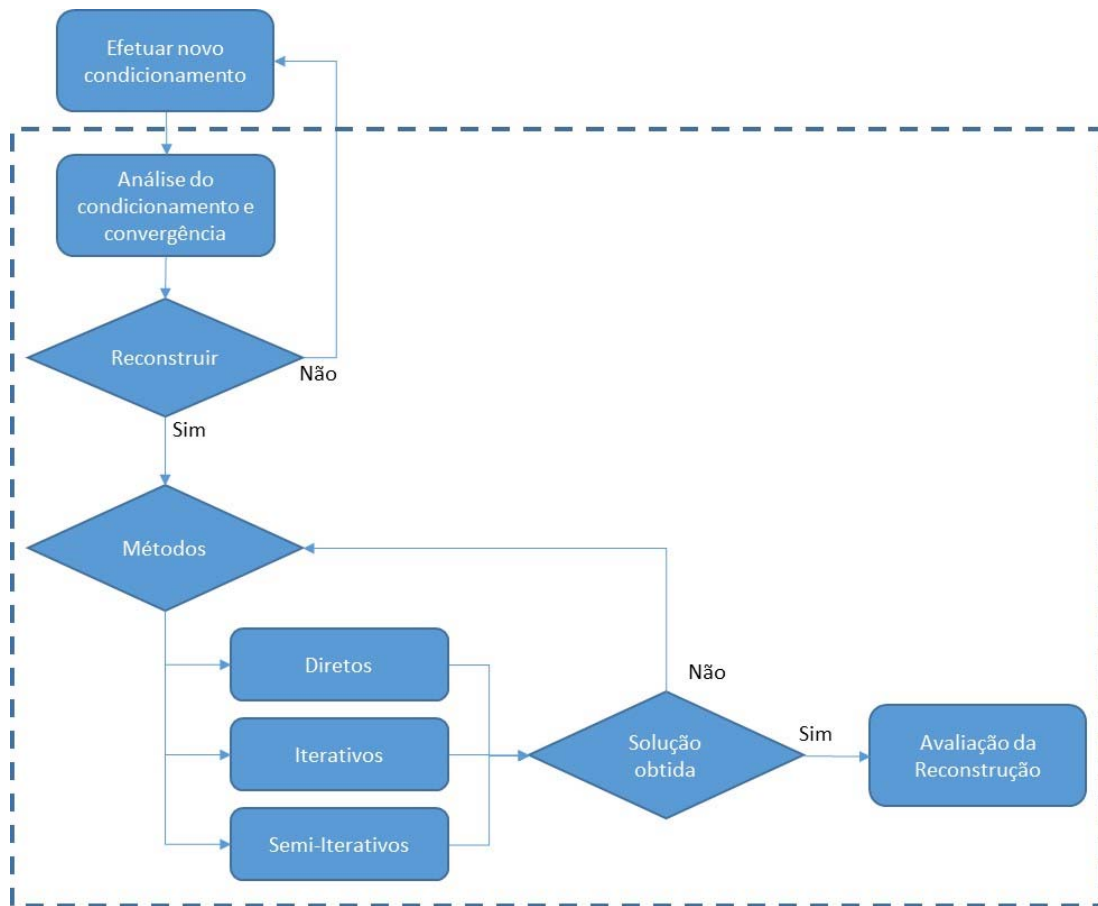 Efetuar novo
condicionamento
Análise do
condicionamento e
convergência
Reconstruir
Não
Sim
Métodos
Diretos
Não
Iterativos
Solução
obtida
Sim
Avaliação da
Reconstrução
Semi-Iterativos